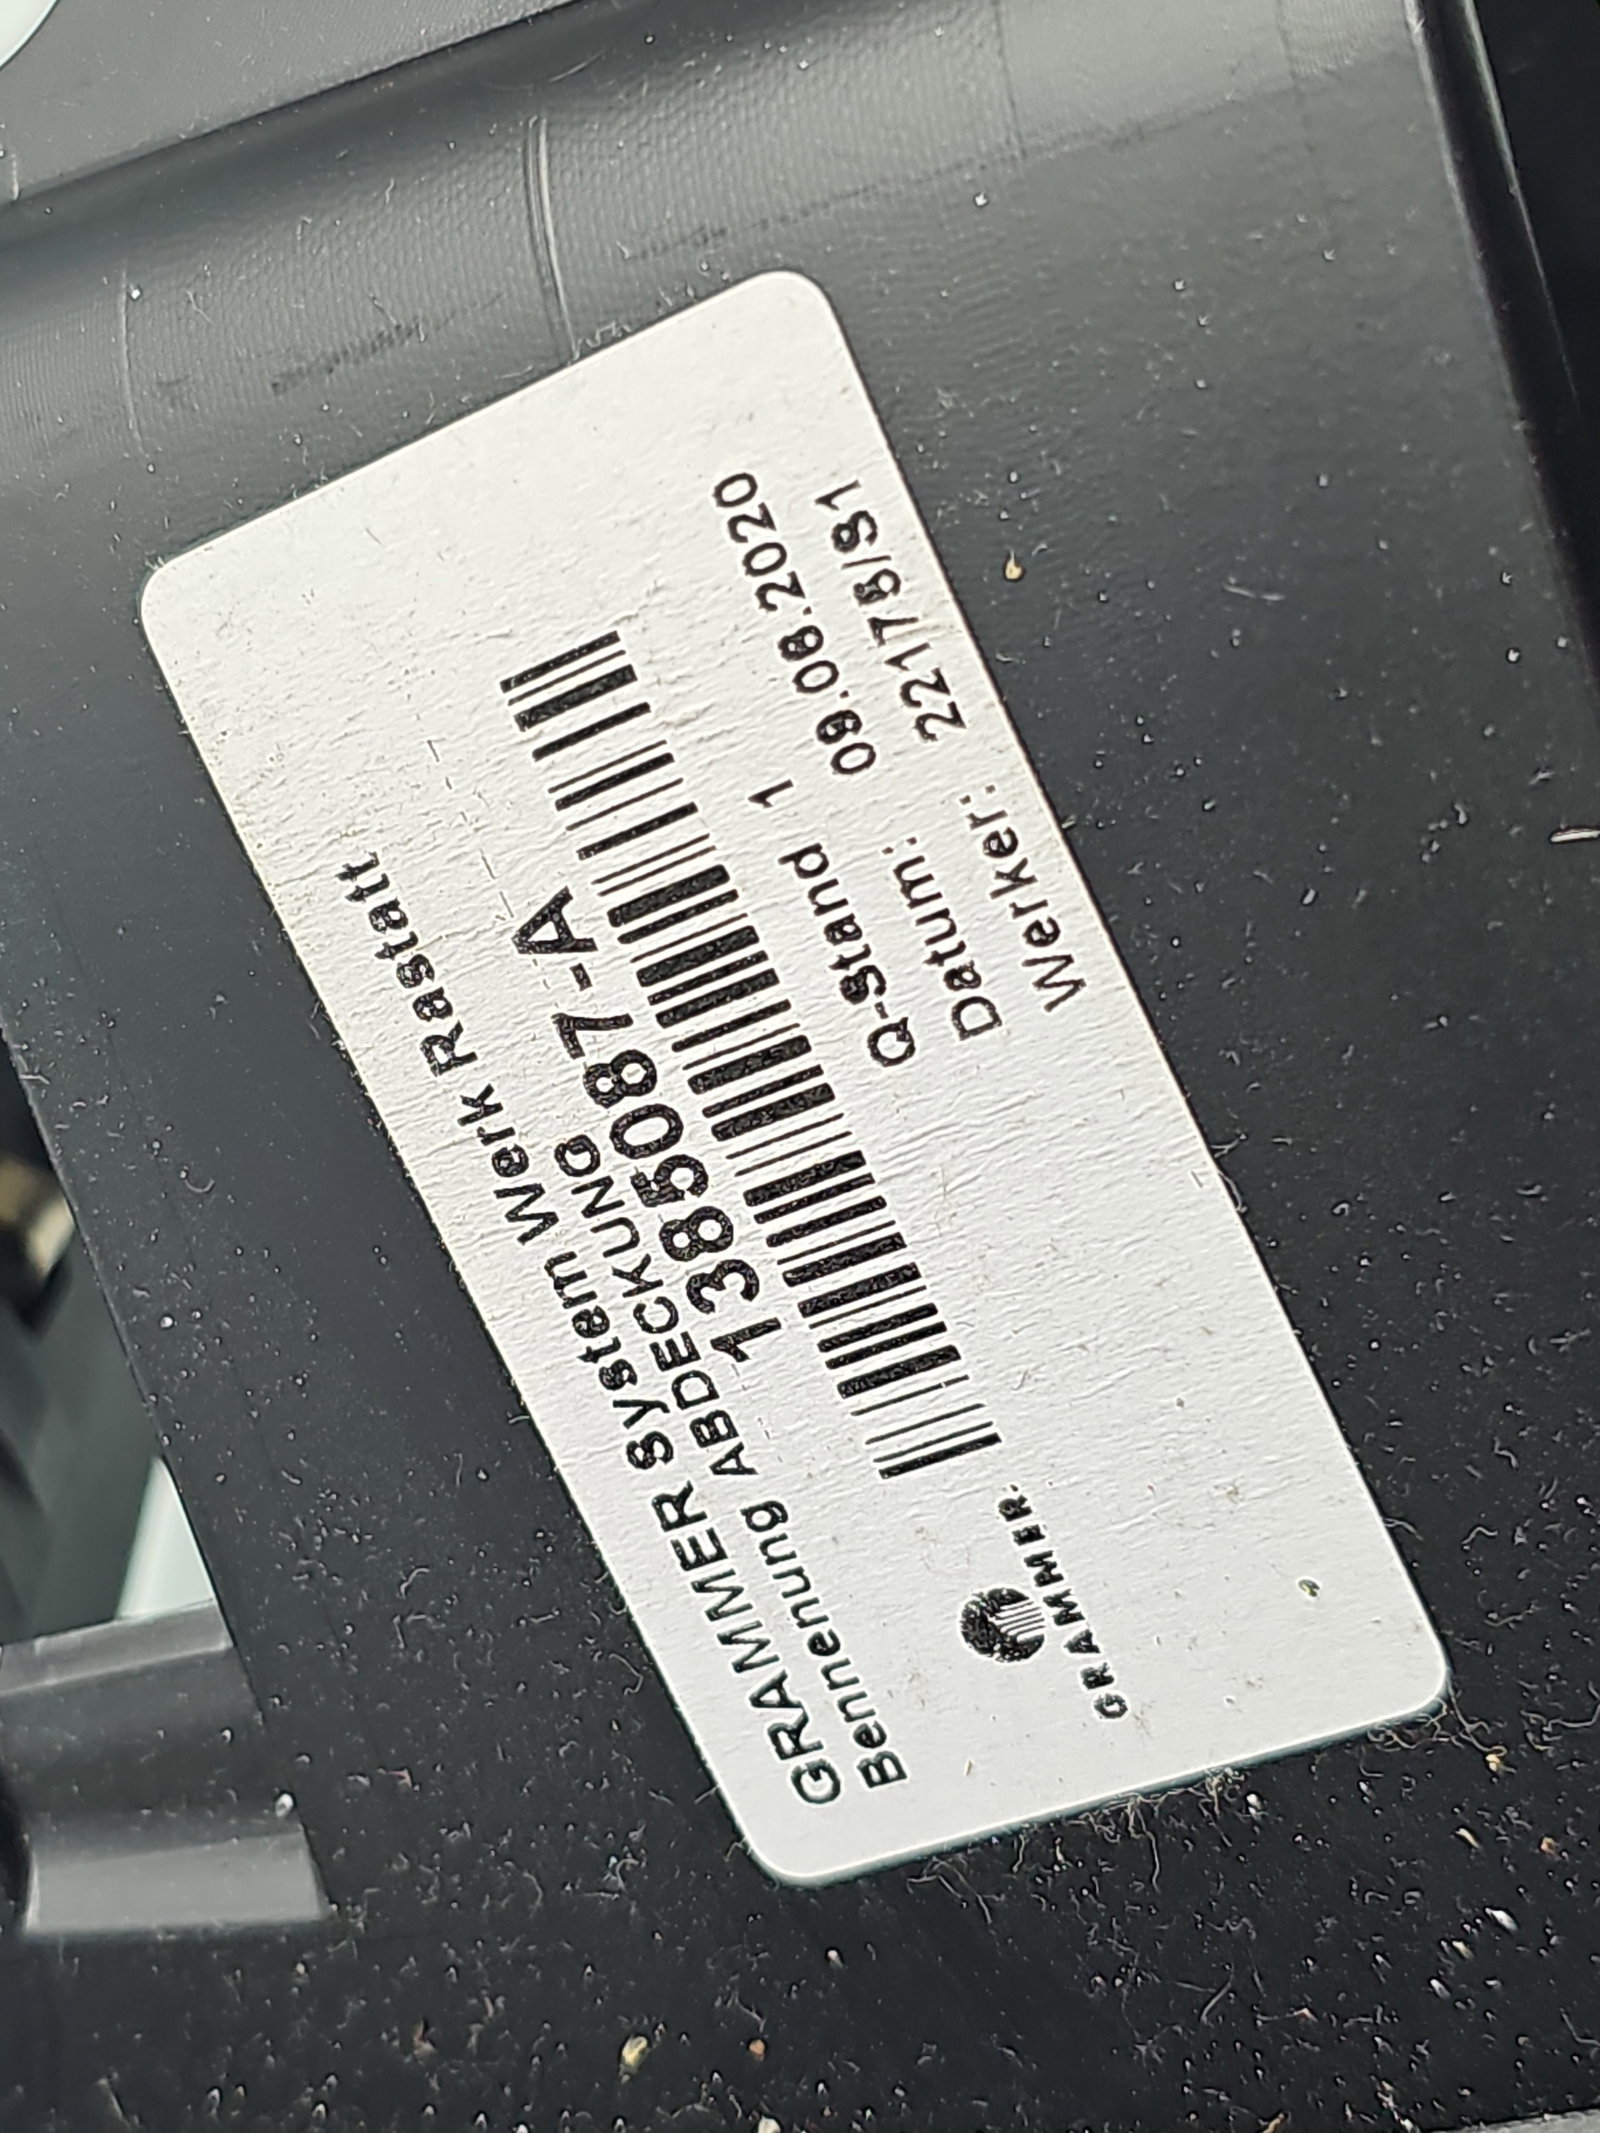 GRAMMER System Werk Rastatt
Bennenung ABDECKUNG
1385087-A
Q-Stand 1
Datum: 09.08.2020
Werker: 22178/S1
GRAMMER